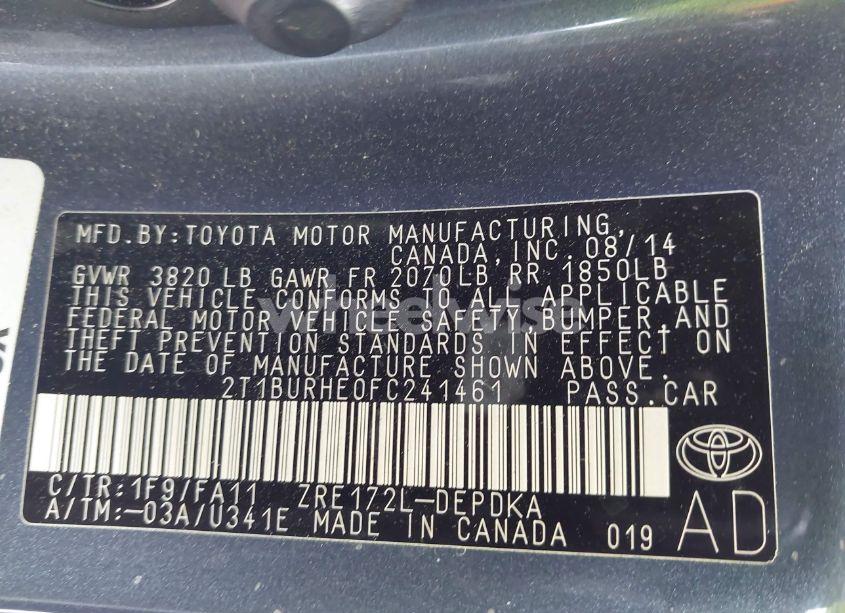 MFD.BY:TOYOTA MOTOR MANUFACTURING,
CANADA,INC. 08/14
GVWR 3820 LB GAWR FR 2070LB RR 1850LB
THIS VEHICLE CONFORMS TO ALL APPLICABLE
FEDERAL MOTOR VEHICLE SAFETY,BUMPER,AND
THEFT PREVENTION STANDARDS IN EFFECT ON
THE DATE OF MANUFACTURE SHOWN ABOVE.
2T1BURHE0FC241461 PASS.CAR
C/TR:1F9/FA11 ZRE172L-DEPDKA
A/TM:-03A/U341E MADE IN CANADA 019 AD